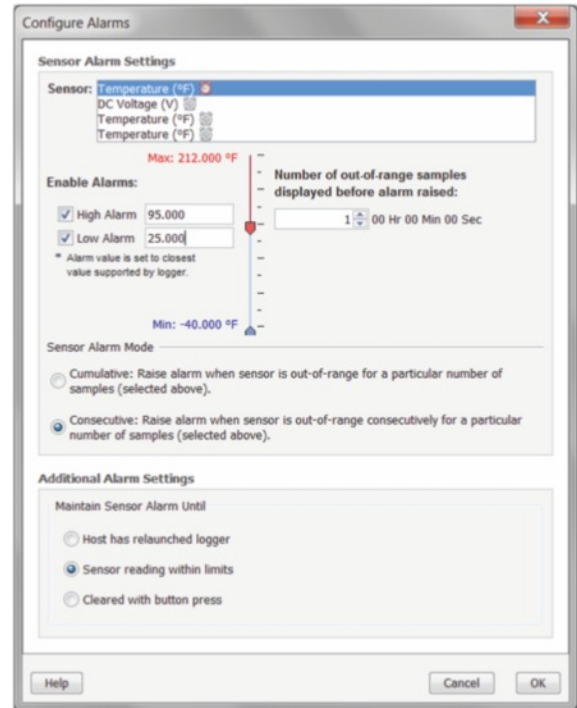 Configure Alarms
Sensor Alarm Settings
Sensor: Temperature (°F)
DC Voltage (V)
Temperature (°F)
Temperature (°F)
Max: 212.000 °F
Enable Alarms:
High Alarm 95.000
Low Alarm 25.000
* Alarm value is set to closest
value supported by logger.
Min: -40.000 °F
Number of out-of-range samples
displayed before alarm raised:
1 00 Hr 00 Min 00 Sec
Sensor Alarm Mode
Cumulative: Raise alarm when sensor is out-of-range for a particular number of
samples (selected above).
Consecutive: Raise alarm when sensor is out-of-range consecutively for a particular
number of samples (selected above).
Additional Alarm Settings
Maintain Sensor Alarm Until
Host has relaunched logger
Sensor reading within limits
Cleared with button press
Help
Cancel
OK